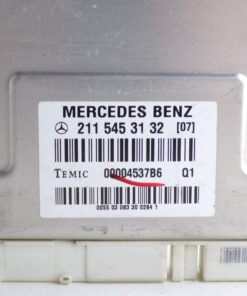 MERCEDES BENZ
211 545 31 32 [07]
TEMIC 00004537B6 Q1
0055 03 083 30 0284 1